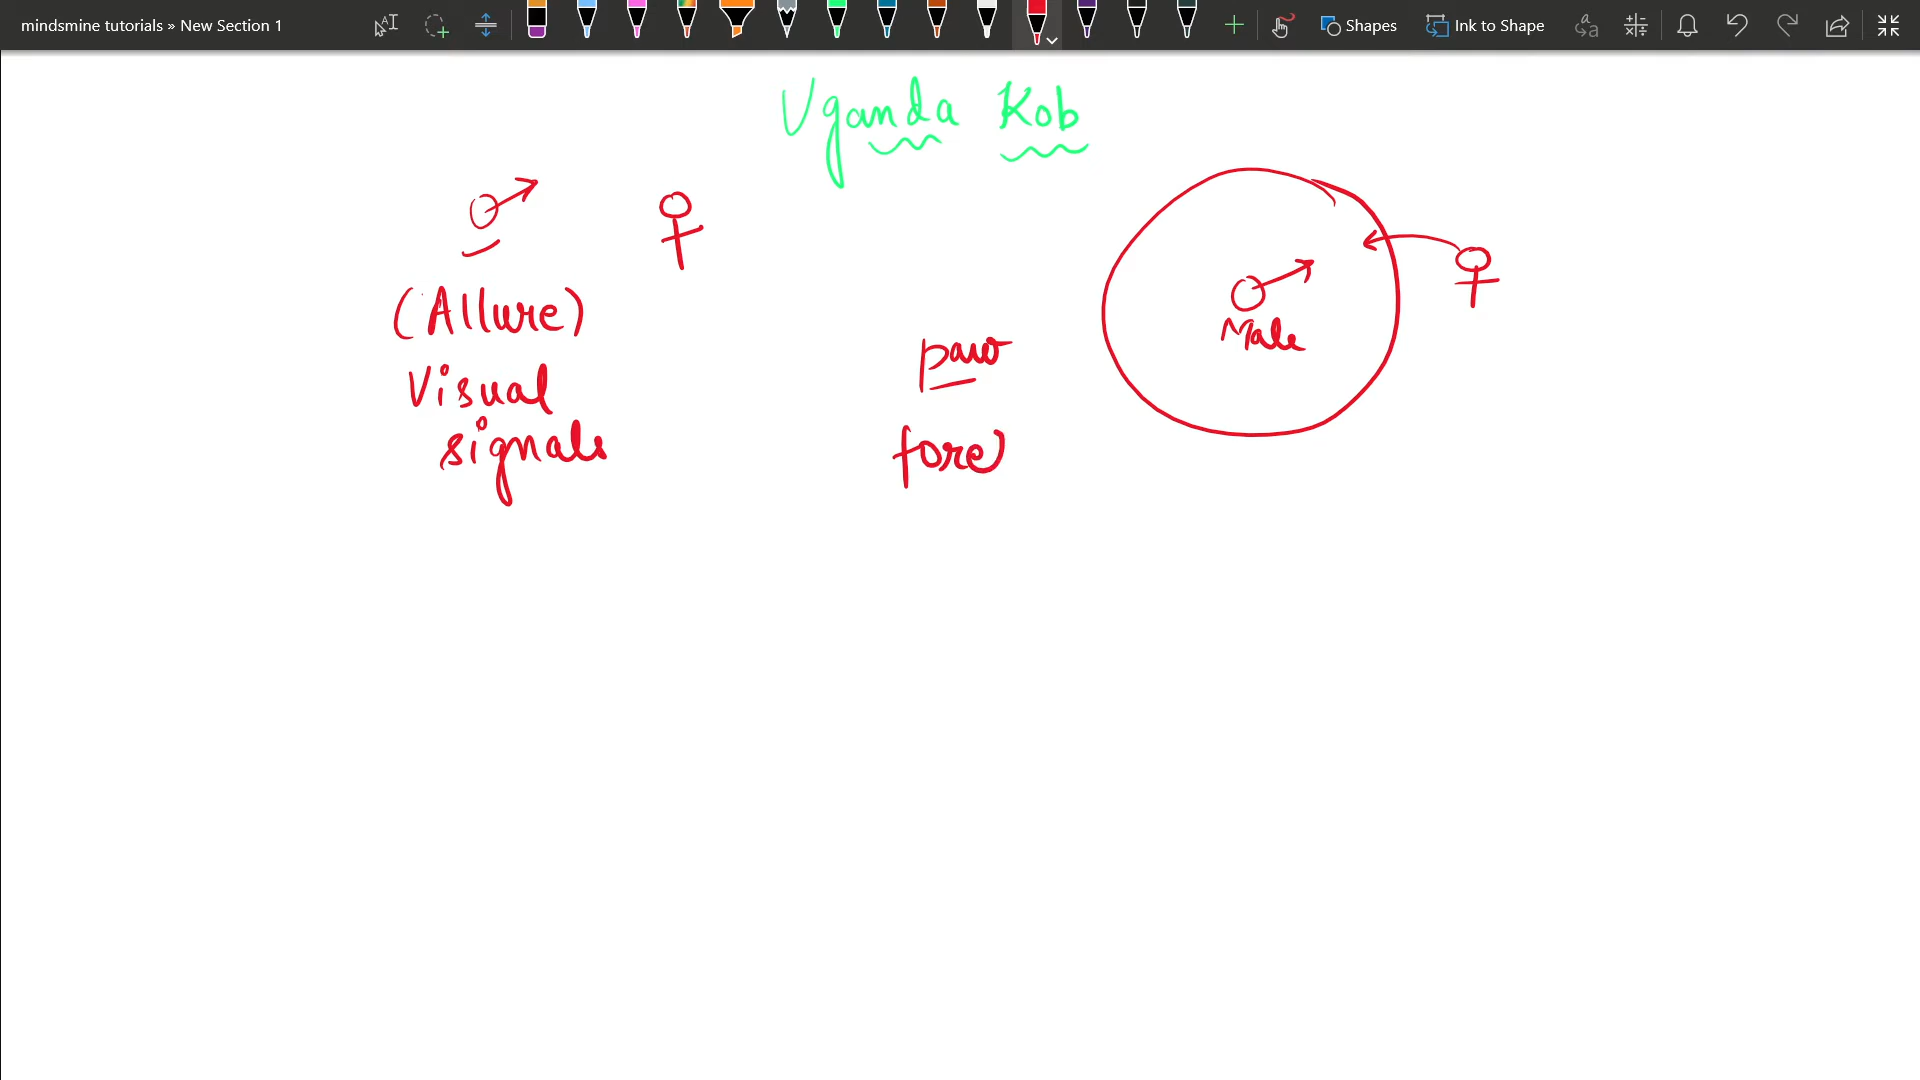 mindsmine tutorials » New Section 1
Shapes
Ink to Shape
Uganda Kob
(Allure)
Visual
signals
paw
fore
Male